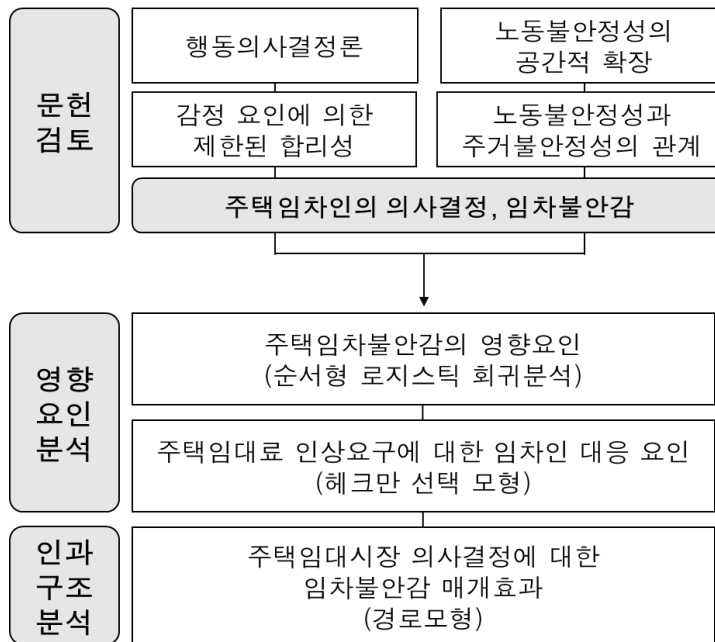 문헌
검토
행동의사결정론
노동불안정성의
공간적 확장
감정 요인에 의한
제한된 합리성
노동불안정성과
주거불안정성의 관계
주택임차인의 의사결정, 임차불안감
영향
요인
분석
주택임차불안감의 영향요인
(순서형 로지스틱 회귀분석)
주택임대료 인상요구에 대한 임차인 대응 요인
(헤크만 선택 모형)
인과
구조
분석
주택임대시장 의사결정에 대한
임차불안감 매개효과
(경로모형)